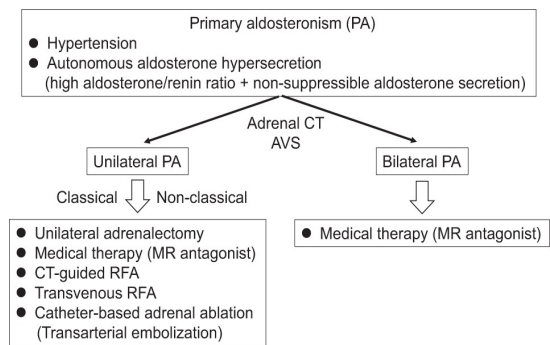 Primary aldosteronism (PA)
● Hypertension
● Autonomous aldosterone hypersecretion
(high aldosterone/renin ratio + non-suppressible aldosterone secretion)
Adrenal CT
AVS
Unilateral PA
Bilateral PA
Classical
Non-classical
● Unilateral adrenalectomy
● Medical therapy (MR antagonist)
● CT-guided RFA
● Transvenous RFA
● Catheter-based adrenal ablation
(Transarterial embolization)
● Medical therapy (MR antagonist)